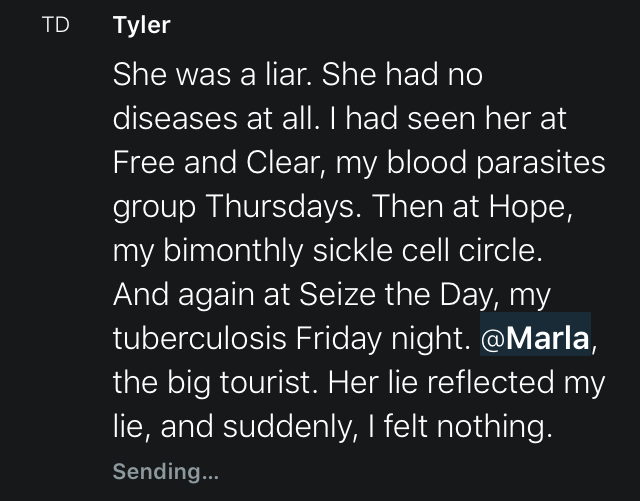 TD Tyler
She was a liar. She had no
diseases at all. I had seen her at
Free and Clear, my blood parasites
group Thursdays. Then at Hope,
my bimonthly sickle cell circle.
And again at Seize the Day, my
tuberculosis Friday night. @Marla,
the big tourist. Her lie reflected my
lie, and suddenly, I felt nothing.
Sending...